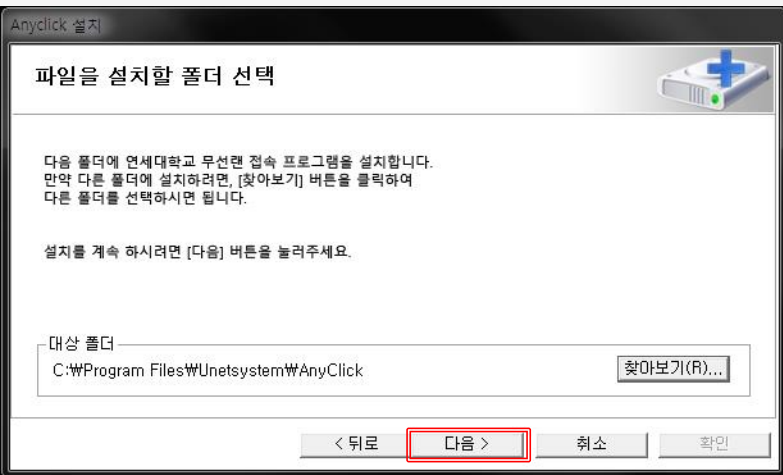 Anyclick 설치
파일을 설치할 폴더 선택
다음 폴더에 연세대학교 무선랜 접속 프로그램을 설치합니다.
만약 다른 폴더에 설치하려면, [찾아보기] 버튼을 클릭하여
다른 폴더를 선택하시면 됩니다.
설치를 계속 하시려면 [다음] 버튼을 눌러주세요.
대상 폴더
C:₩Program Files₩Unetsystem₩AnyClick
찾아보기(R)...
< 뒤로
다음 >
취소
확인